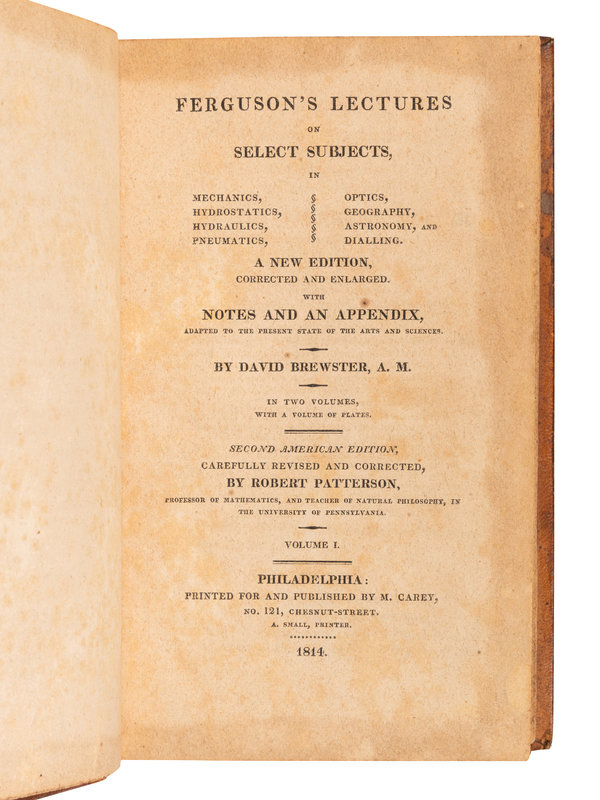 FERGUSON'S LECTURES
ON
SELECT SUBJECTS,
IN
MECHANICS, § OPTICS,
HYDROSTATICS, § GEOGRAPHY,
HYDRAULICS, § ASTRONOMY, AND
PNEUMATICS, § DIALLING.
A NEW EDITION,
CORRECTED AND ENLARGED.
WITH
NOTES AND AN APPENDIX,
ADAPTED TO THE PRESENT STATE OF THE ARTS AND SCIENCES.
BY DAVID BREWSTER, A. M.
IN TWO VOLUMES,
WITH A VOLUME OF PLATES.
SECOND AMERICAN EDITION,
CAREFULLY REVISED AND CORRECTED,
BY ROBERT PATTERSON,
PROFESSOR OF MATHEMATICS, AND TEACHER OF NATURAL PHILOSOPHY, IN
THE UNIVERSITY OF PENNSYLVANIA.
VOLUME I.
PHILADELPHIA:
PRINTED FOR AND PUBLISHED BY M. CAREY,
NO. 121, CHESNUT-STREET.
A. SMALL, PRINTER.
1814.